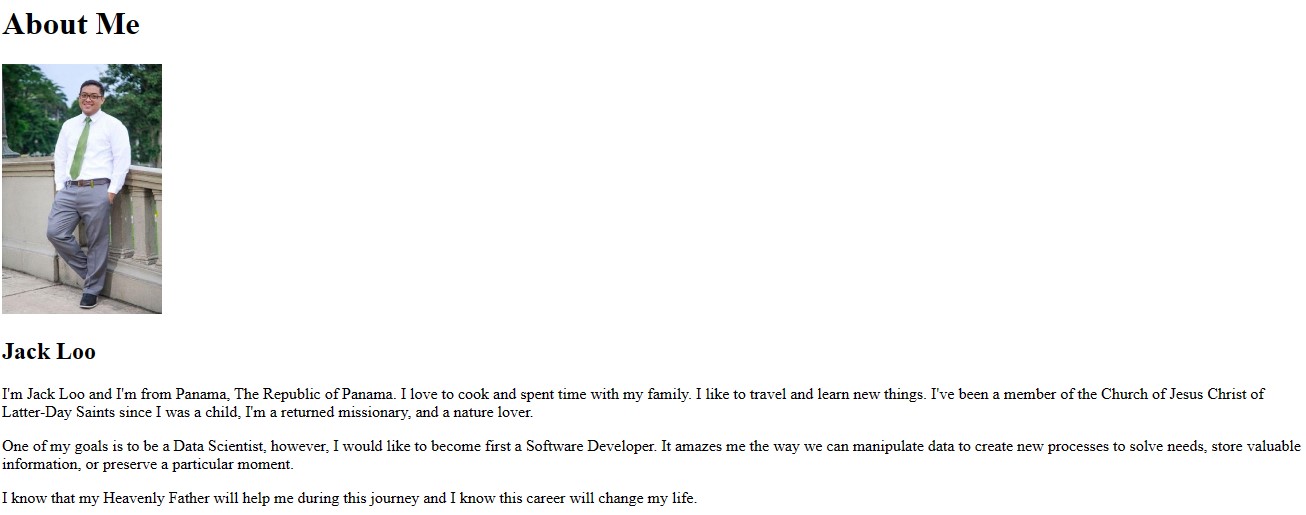 About Me
Jack Loo
I'm Jack Loo and I'm from Panama, The Republic of Panama. I love to cook and spent time with my family. I like to travel and learn new things. I've been a member of the Church of Jesus Christ of
Latter-Day Saints since I was a child, I'm a returned missionary, and a nature lover.
One of my goals is to be a Data Scientist, however, I would like to become first a Software Developer. It amazes me the way we can manipulate data to create new processes to solve needs, store valuable
information, or preserve a particular moment.
I know that my Heavenly Father will help me during this journey and I know this career will change my life.